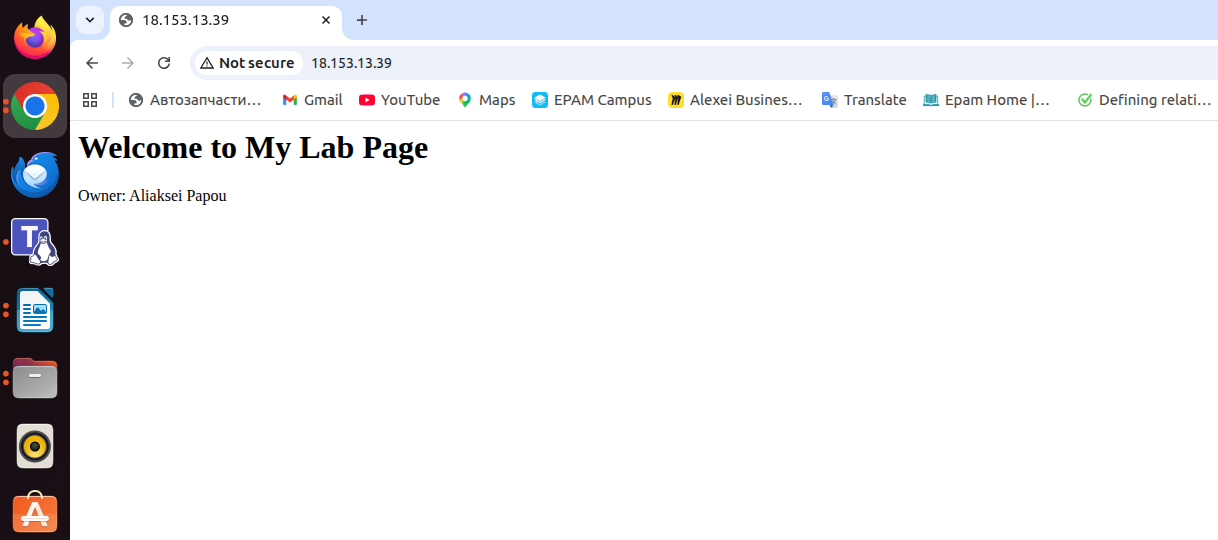 18.153.13.39
Not secure 18.153.13.39
Автозапчасти... Gmail YouTube Maps EPAM Campus Alexei Busines... Translate Epam Home |... Defining relati...
Welcome to My Lab Page
Owner: Aliaksei Papou